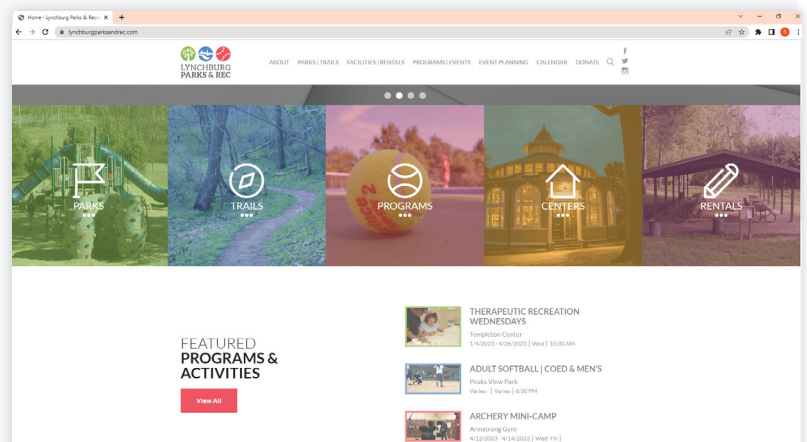 Home - Lynchburg Parks & Rec
lynchburgparksandrec.com
LYNCHBURG
PARKS & REC
ABOUT PARKS | TRAILS FACILITIES | RENTALS PROGRAMS | EVENTS EVENT PLANNING CALENDAR DONATE
PARKS
TRAILS
PROGRAMS
CENTERS
RENTALS
FEATURED
PROGRAMS &
ACTIVITIES
View All
THERAPEUTIC RECREATION
WEDNESDAYS
Templeton Center
1/4/2023 - 4/26/2023 | Wed | 10:30 AM
ADULT SOFTBALL | COED & MEN'S
Peaks View Park
Varies - | Varies | 6:30 PM
ARCHERY MINI-CAMP
Armstrong Gym
4/12/2023 - 4/14/2023 | Wed - Fri |